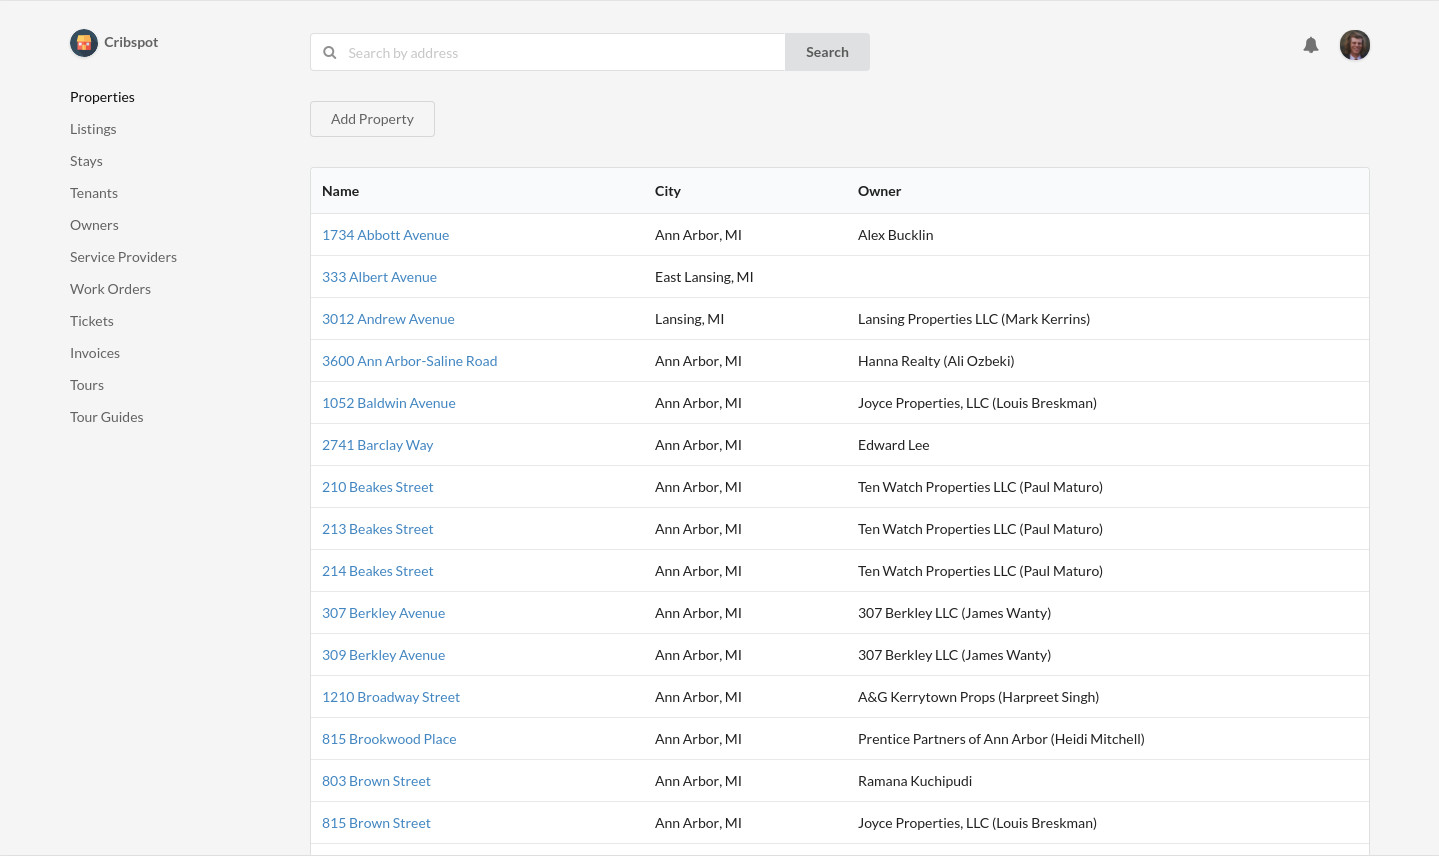 Cribspot
Search by address
Search
Properties
Listings
Stays
Tenants
Owners
Service Providers
Work Orders
Tickets
Invoices
Tours
Tour Guides
Add Property
Name City Owner
1734 Abbott Avenue Ann Arbor, MI Alex Bucklin
333 Albert Avenue East Lansing, MI
3012 Andrew Avenue Lansing, MI Lansing Properties LLC (Mark Kerrins)
3600 Ann Arbor-Saline Road Ann Arbor, MI Hanna Realty (Ali Ozbeki)
1052 Baldwin Avenue Ann Arbor, MI Joyce Properties, LLC (Louis Breskman)
2741 Barclay Way Ann Arbor, MI Edward Lee
210 Beakes Street Ann Arbor, MI Ten Watch Properties LLC (Paul Maturo)
213 Beakes Street Ann Arbor, MI Ten Watch Properties LLC (Paul Maturo)
214 Beakes Street Ann Arbor, MI Ten Watch Properties LLC (Paul Maturo)
307 Berkley Avenue Ann Arbor, MI 307 Berkley LLC (James Wanty)
309 Berkley Avenue Ann Arbor, MI 307 Berkley LLC (James Wanty)
1210 Broadway Street Ann Arbor, MI A&G Kerrytown Props (Harpreet Singh)
815 Brookwood Place Ann Arbor, MI Prentice Partners of Ann Arbor (Heidi Mitchell)
803 Brown Street Ann Arbor, MI Ramana Kuchipudi
815 Brown Street Ann Arbor, MI Joyce Properties, LLC (Louis Breskman)